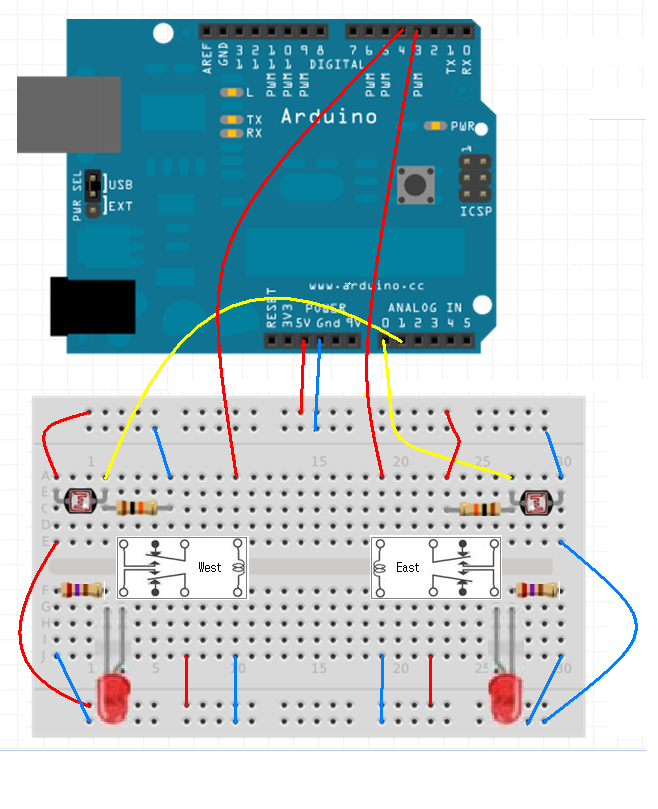 AREF
GND
13
12
PWM 11
PWM 10
PWM 9
8
7
PWM 6
PWM 5
4
PWM 3
2
TX 1
RX 0
DIGITAL
L
Arduino
TX
RX
PWR
1
PWR SEL
USB
EXT
ICSP
www.arduino.cc
POWER
ANALOG IN
RESET
3V3
5V Gnd 9V 0 1 2 3 4 5
1 15 20 25 30
A
B
C
D
E
West
East
F
G
H
I
J
1 5 10 15 20 25 30